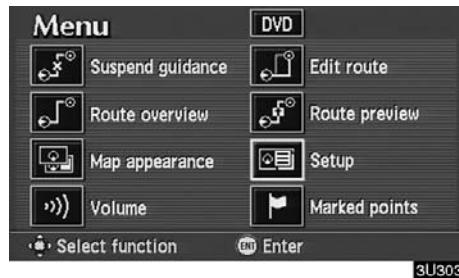 Menu DVD
Suspend guidance Edit route
Route overview Route preview
Map appearance Setup
Volume Marked points
Select function END Enter
3U303